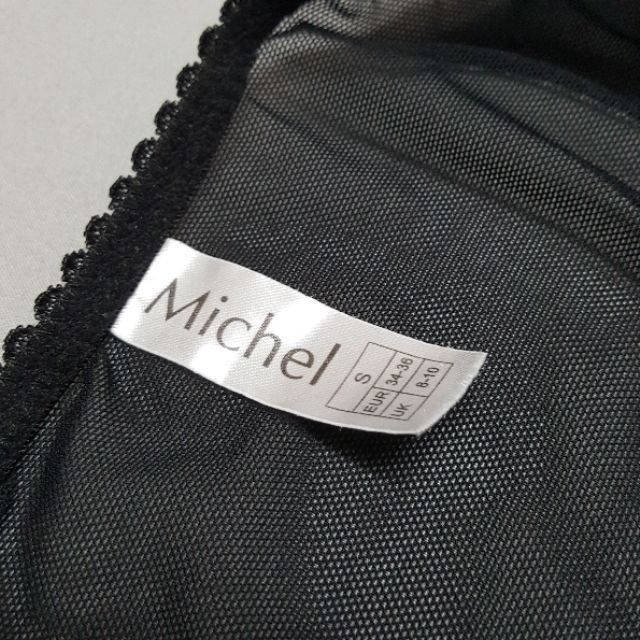 Michel
S
EUR 34-36
UK 8-10